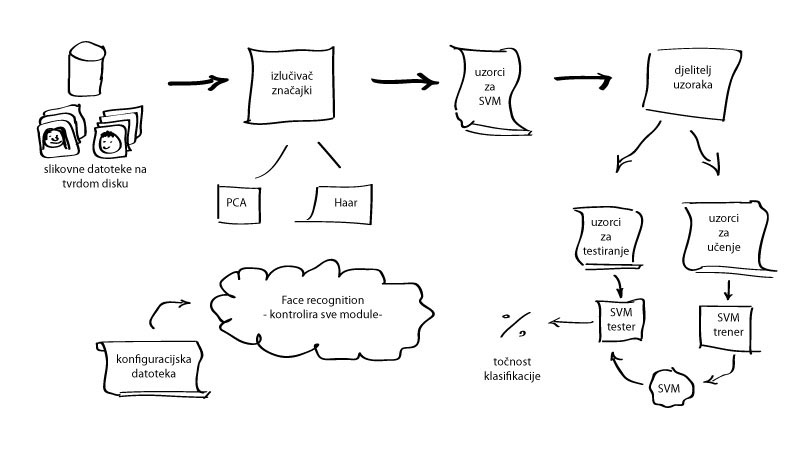 izlučivač
značajki
uzorci
za
SVM
djelitelj
uzoraka
slikovne datoteke na
tvrdom disku
PCA
Haar
uzorci
za
testiranje
uzorci
za
učenje
Face recognition
- kontrolira sve module-
SVM
tester
SVM
trener
%
točnost
klasifikacije
konfiguracijska
datoteka
SVM